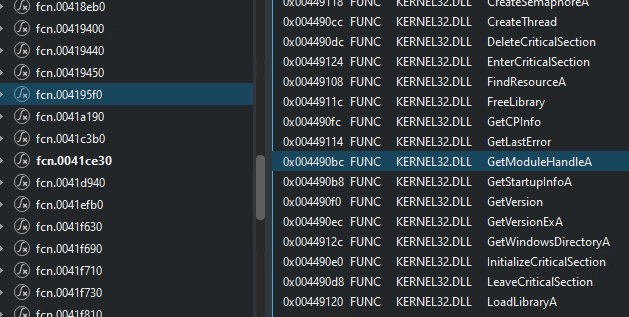 fcn.00418eb0
fcn.00419400
fcn.00419440
fcn.00419450
fcn.004195f0
fcn.0041a190
fcn.0041c3b0
fcn.0041ce30
fcn.0041d940
fcn.0041efb0
fcn.0041f630
fcn.0041f690
fcn.0041f710
fcn.0041f730
fcn.0041f810
0x00449118 FUNC KERNEL32.DLL CreateSemaphoreA
0x004490cc FUNC KERNEL32.DLL CreateThread
0x004490dc FUNC KERNEL32.DLL DeleteCriticalSection
0x00449124 FUNC KERNEL32.DLL EnterCriticalSection
0x00449108 FUNC KERNEL32.DLL FindResourceA
0x0044911c FUNC KERNEL32.DLL FreeLibrary
0x004490fc FUNC KERNEL32.DLL GetCPInfo
0x00449114 FUNC KERNEL32.DLL GetLastError
0x004490bc FUNC KERNEL32.DLL GetModuleHandleA
0x004490b8 FUNC KERNEL32.DLL GetStartupInfoA
0x004490f0 FUNC KERNEL32.DLL GetVersion
0x004490ec FUNC KERNEL32.DLL GetVersionExA
0x0044912c FUNC KERNEL32.DLL GetWindowsDirectoryA
0x004490e0 FUNC KERNEL32.DLL InitializeCriticalSection
0x004490d8 FUNC KERNEL32.DLL LeaveCriticalSection
0x00449120 FUNC KERNEL32.DLL LoadLibraryA